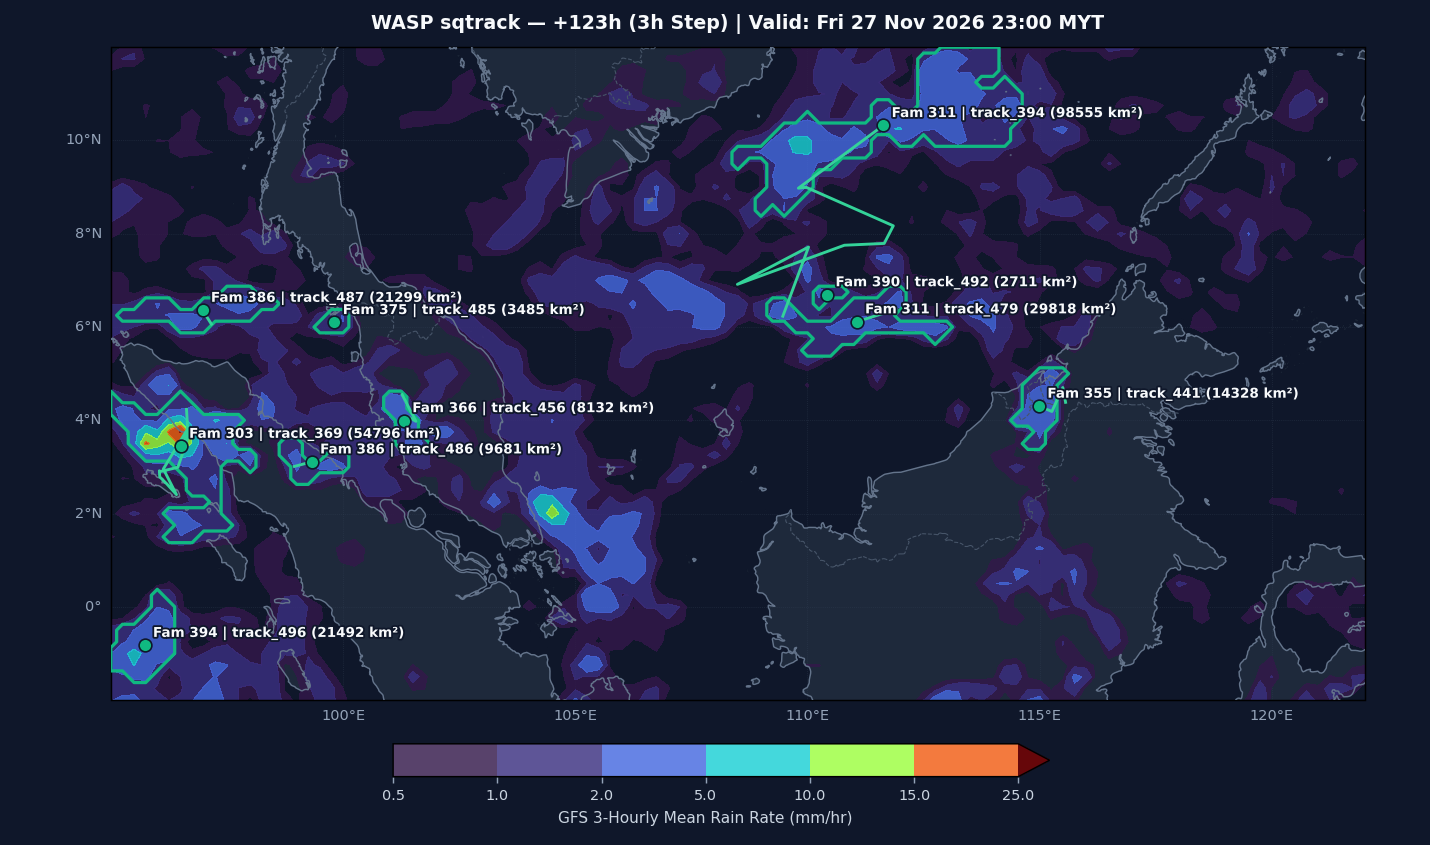 WASP sqtrack — +123h (3h Step) | Valid: Fri 27 Nov 2026 23:00 MYT
Fam 311 | track_394 (98555 km²)
10°N
8°N
Fam 390 | track_492 (2711 km²)
Fam 386 | track_487 (21299 km²)
Fam 375 | track_485 (3485 km²)
Fam 311 | track_479 (29818 km²)
6°N
Fam 355 | track_441 (14328 km²)
Fam 366 | track_456 (8132 km²)
4°N
Fam 303 | track_369 (54796 km²)
Fam 386 | track_486 (9681 km²)
2°N
0°
Fam 394 | track_496 (21492 km²)
100°E 105°E 110°E 115°E 120°E
0.5 1.0 2.0 5.0 10.0 15.0 25.0
GFS 3-Hourly Mean Rain Rate (mm/hr)